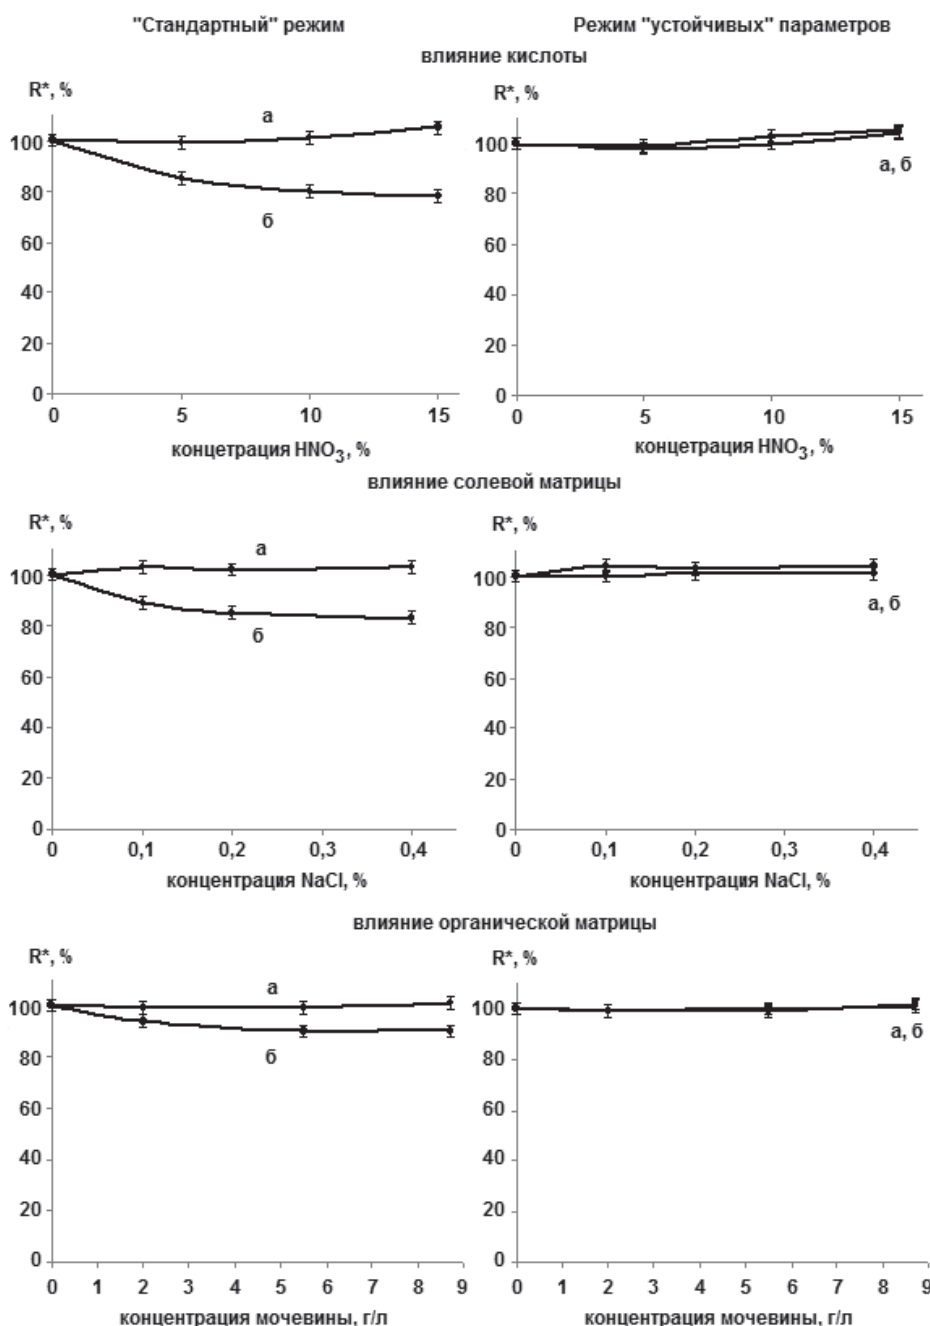 "Стандартный" режим
Режим "устойчивых" параметров
влияние кислоты
R*, %
100
80
60
40
20
0
а
б
0 5 10 15
концетрация HNO3, %
R*, %
100
80
60
40
20
0
а, б
0 5 10 15
концентрация HNO3, %
влияние солевой матрицы
R*, %
100
80
60
40
20
0
а
б
0 0,1 0,2 0,3 0,4
концентрация NaCl, %
R*, %
100
80
60
40
20
0
а, б
0 0,1 0,2 0,3 0,4
концентрация NaCl, %
влияние органической матрицы
R*, %
100
80
60
40
20
0
а
б
0 1 2 3 4 5 6 7 8 9
концентрация мочевины, г/л
R*, %
100
80
60
40
20
0
а, б
0 1 2 3 4 5 6 7 8 9
концентрация мочевины, г/л